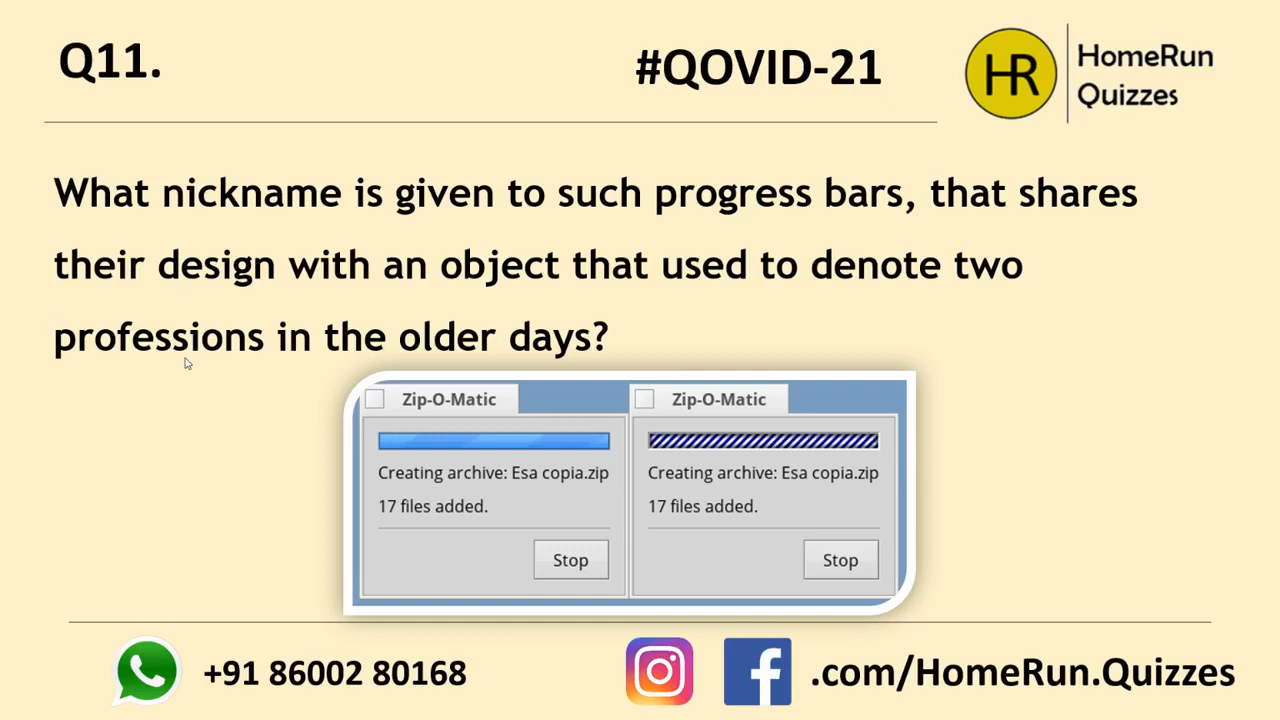 Q11.
#QOVID-21
HR
HomeRun
Quizzes
What nickname is given to such progress bars, that shares
their design with an object that used to denote two
professions in the older days?
Zip-O-Matic
Creating archive: Esa copia.zip
17 files added.
Stop
Zip-O-Matic
Creating archive: Esa copia.zip
17 files added.
Stop
+91 86002 80168
.com/HomeRun.Quizzes